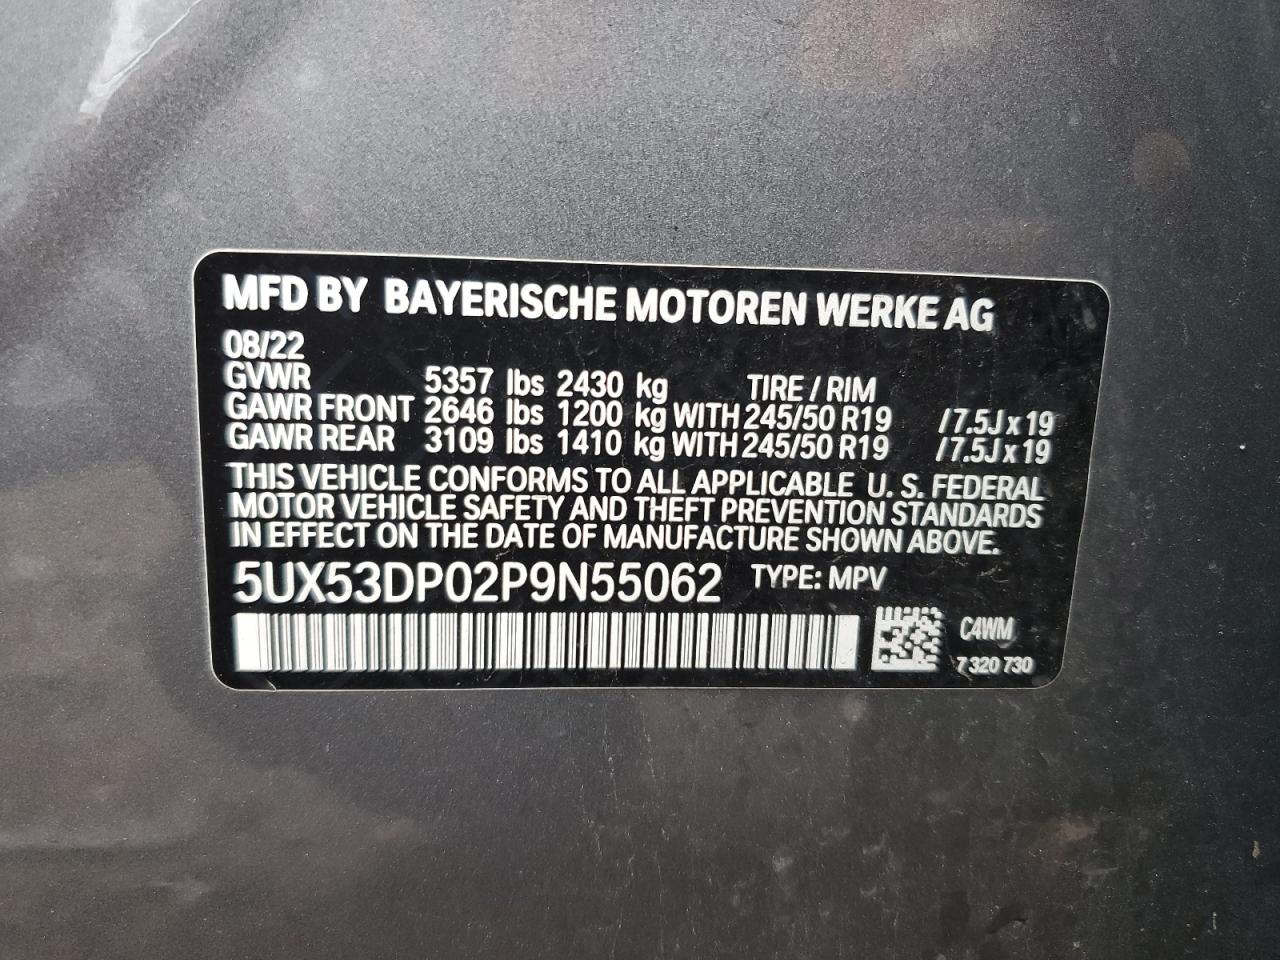 MFD BY BAYERISCHE MOTOREN WERKE AG
08/22
GVWR 5357 lbs 2430 kg TIRE / RIM
GAWR FRONT 2646 lbs 1200 kg WITH 245/50 R19 / 7.5J x 19
GAWR REAR 3109 lbs 1410 kg WITH 245/50 R19 / 7.5J x 19
THIS VEHICLE CONFORMS TO ALL APPLICABLE U. S. FEDERAL
MOTOR VEHICLE SAFETY AND THEFT PREVENTION STANDARDS
IN EFFECT ON THE DATE OF MANUFACTURE SHOWN ABOVE.
5UX53DP02P9N55062 TYPE: MPV
C4WM
7 320 730